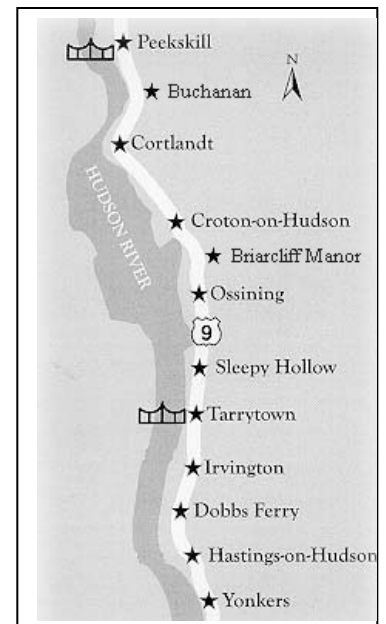 Peekskill
N
Buchanan
Cortlandt
HUDSON RIVER
Croton-on-Hudson
Briarcliff Manor
Ossining
9
Sleepy Hollow
Tarrytown
Irvington
Dobbs Ferry
Hastings-on-Hudson
Yonkers